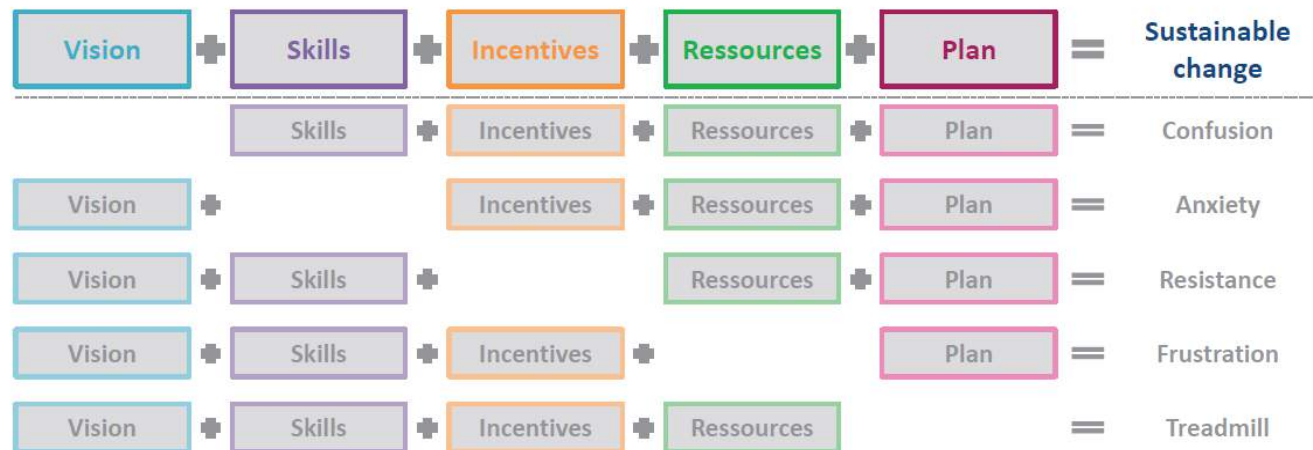 Vision + Skills + Incentives + Ressources + Plan = Sustainable
change
Skills + Incentives + Ressources + Plan = Confusion
Vision + Incentives + Ressources + Plan = Anxiety
Vision + Skills + Ressources + Plan = Resistance
Vision + Skills + Incentives + Plan = Frustration
Vision + Skills + Incentives + Ressources = Treadmill